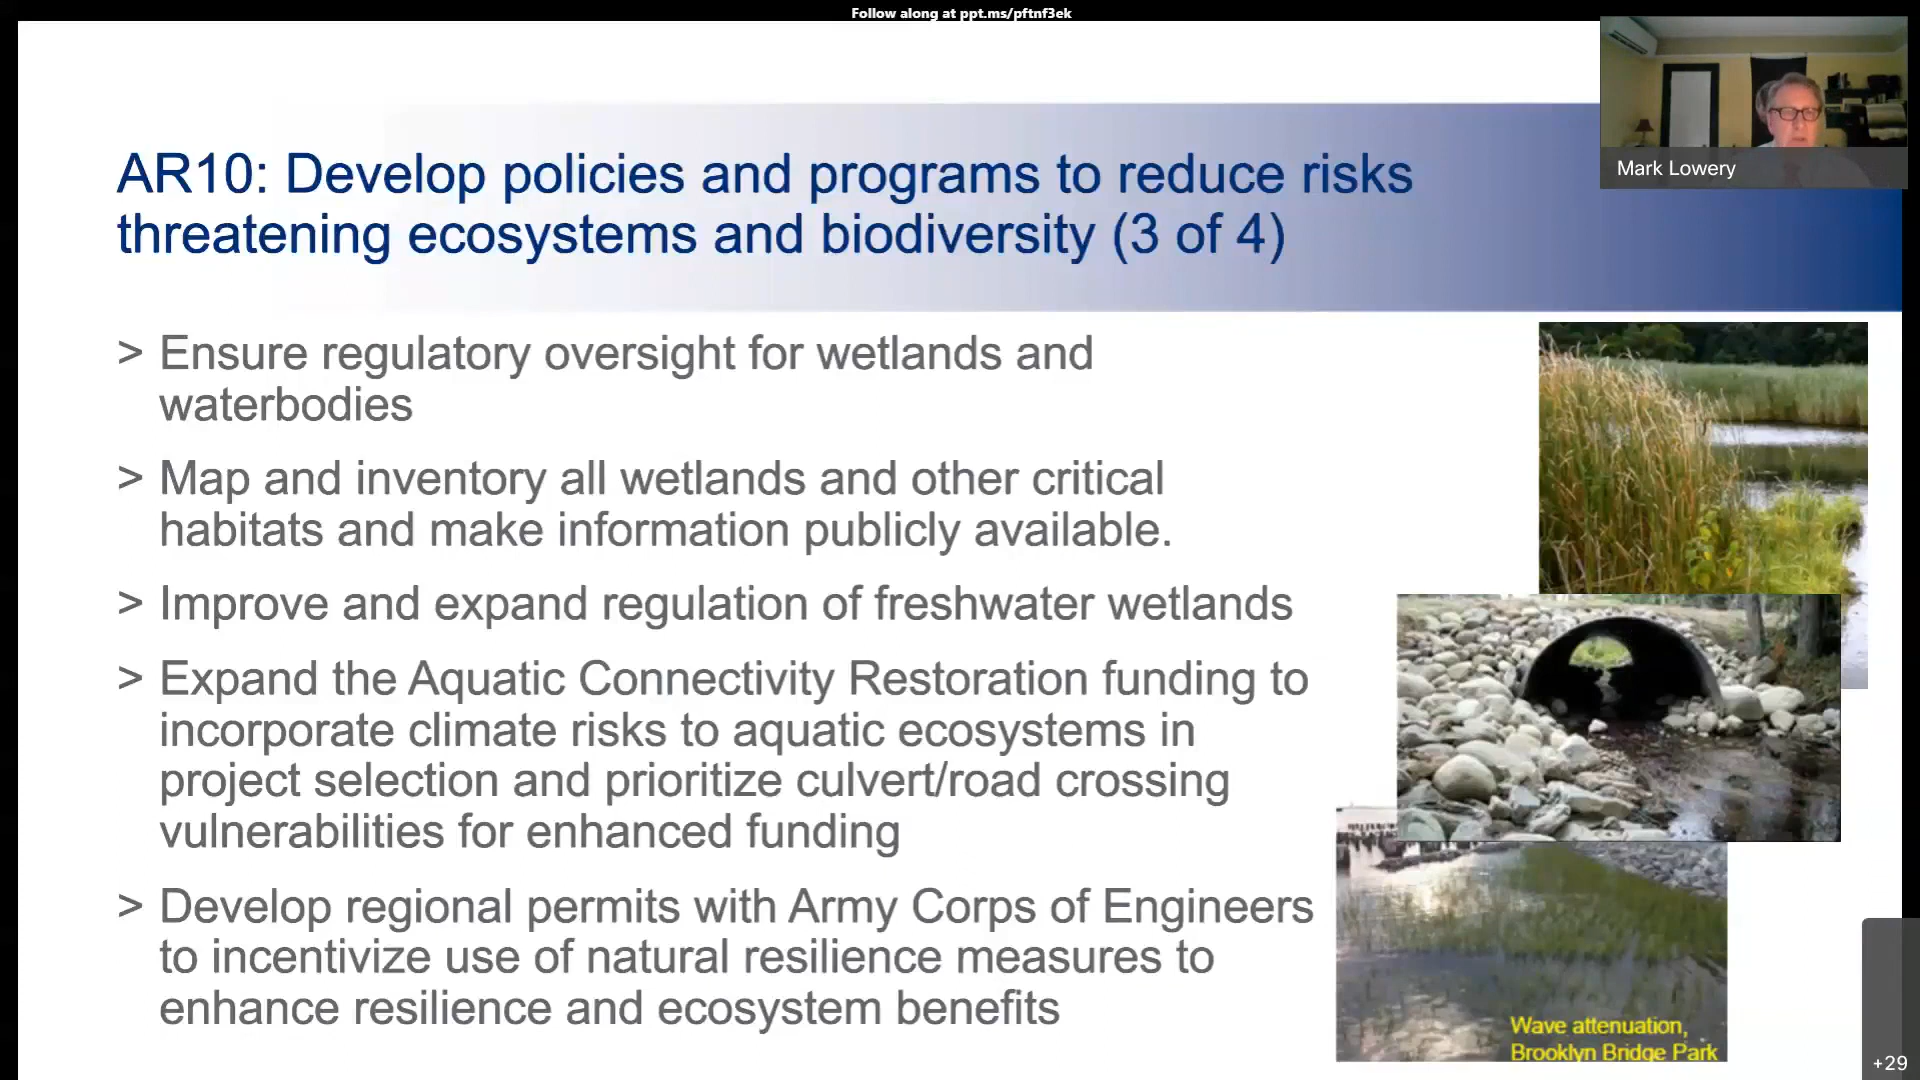 Follow along at ppt.ms/pftnf3ek
Mark Lowery
AR10: Develop policies and programs to reduce risks
threatening ecosystems and biodiversity (3 of 4)
> Ensure regulatory oversight for wetlands and
waterbodies
> Map and inventory all wetlands and other critical
habitats and make information publicly available.
> Improve and expand regulation of freshwater wetlands
> Expand the Aquatic Connectivity Restoration funding to
incorporate climate risks to aquatic ecosystems in
project selection and prioritize culvert/road crossing
vulnerabilities for enhanced funding
> Develop regional permits with Army Corps of Engineers
to incentivize use of natural resilience measures to
enhance resilience and ecosystem benefits
Wave attenuation,
Brooklyn Bridge Park
+29